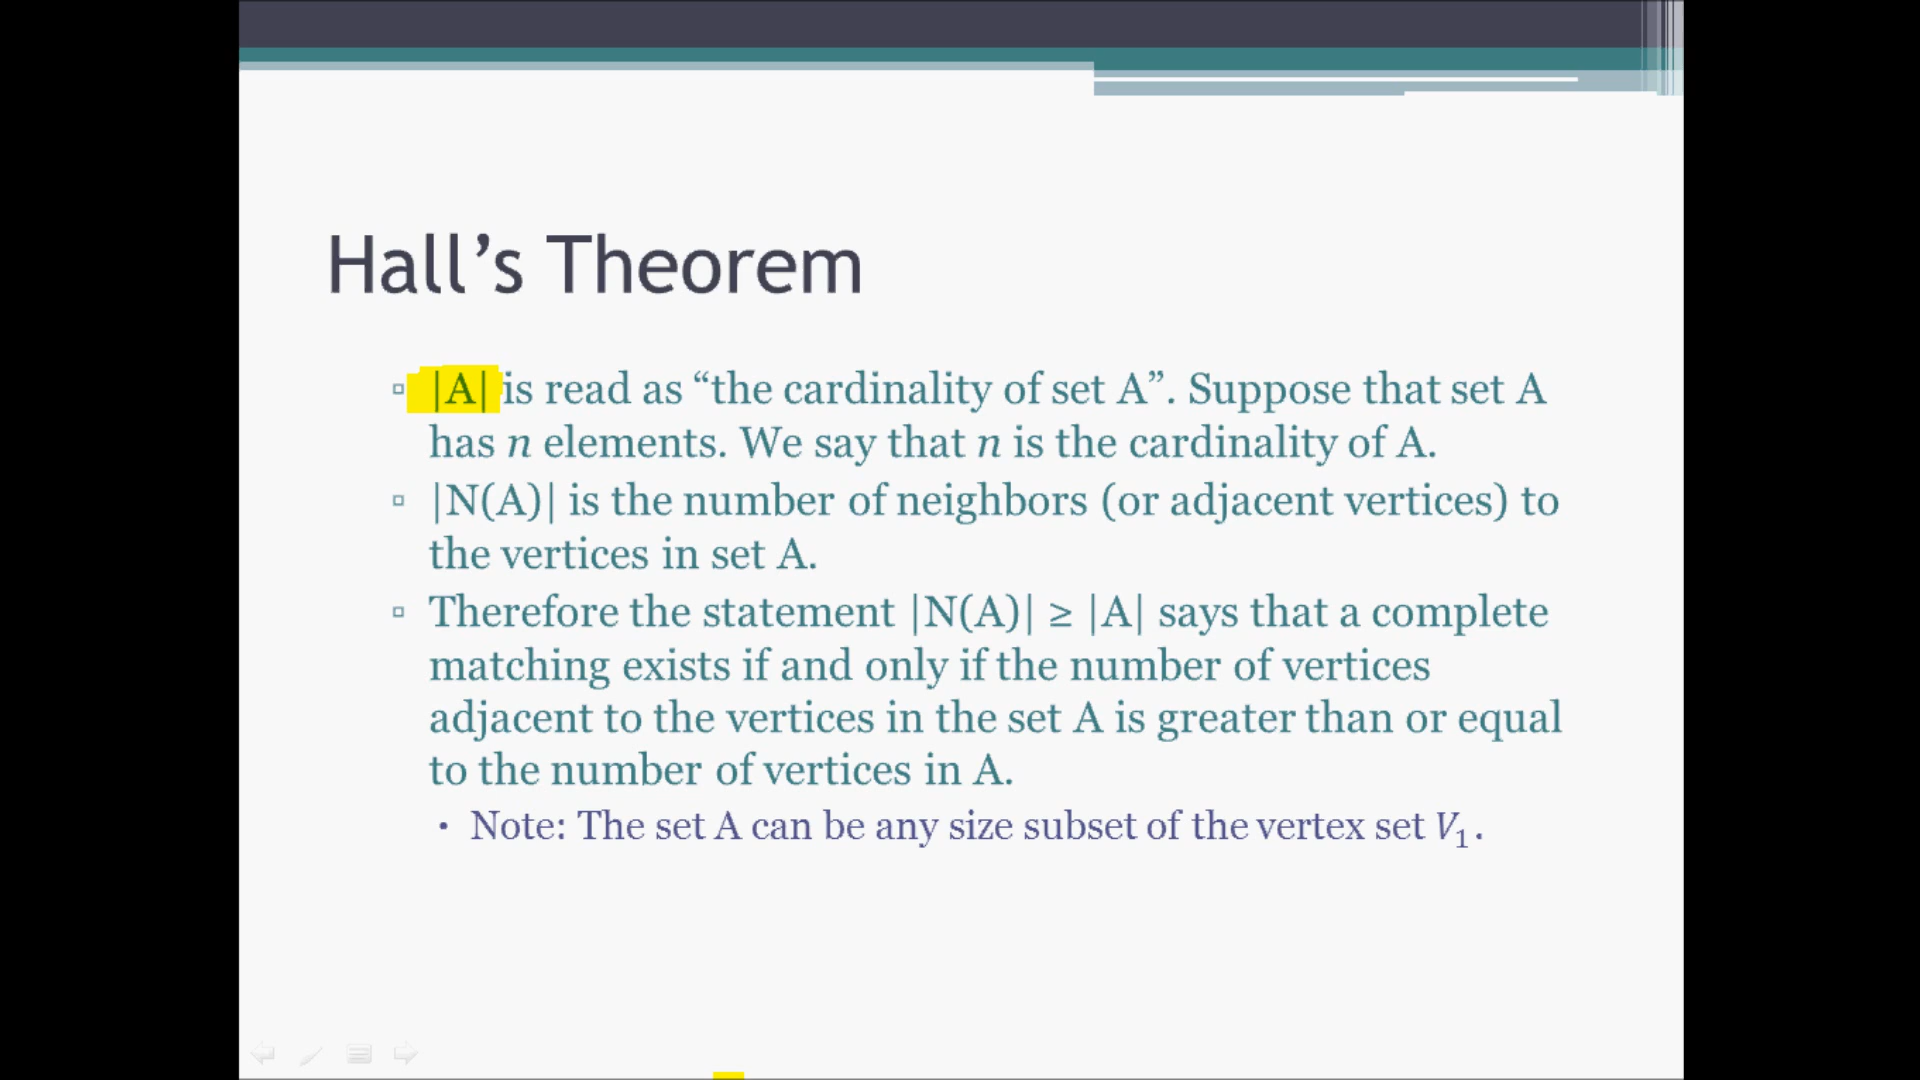 Hall’s Theorem
▫ |A| is read as “the cardinality of set A”. Suppose that set A
has n elements. We say that n is the cardinality of A.
▫ |N(A)| is the number of neighbors (or adjacent vertices) to
the vertices in set A.
▫ Therefore the statement |N(A)| ≥ |A| says that a complete
matching exists if and only if the number of vertices
adjacent to the vertices in the set A is greater than or equal
to the number of vertices in A.
• Note: The set A can be any size subset of the vertex set V₁.